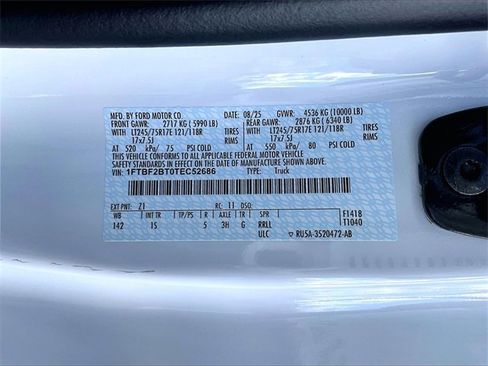 MFD. BY FORD MOTOR CO. 08/25 GVWR: 4536 KG (10000 LB)
FRONT GAWR: 2717 KG ( 5990 LB) REAR GAWR: 2876 KG ( 6340 LB)
WITH LT245/75R17E 121/118R TIRES WITH LT245/75R17E 121/118R TIRES
17x7.5J RIMS 17x7.5J RIMS
AT 520 kPa/ 75 PSI COLD AT 550 kPa/ 80 PSI COLD
THIS VEHICLE CONFORMS TO ALL APPLICABLE FEDERAL MOTOR VEHICLE
SAFETY STANDARDS IN EFFECT ON THE DATE OF MANUFACTURE SHOWN ABOVE.
VIN: 1FTBF2BT0TEC52686 TYPE: Truck
EXT PNT: Z1 RC: 11 DSO:
WB INT TR TP/PS R AXLE TR SPR F1418
142 15 5 3H G RRLL T1040
ULC RU5A-3520472-AB